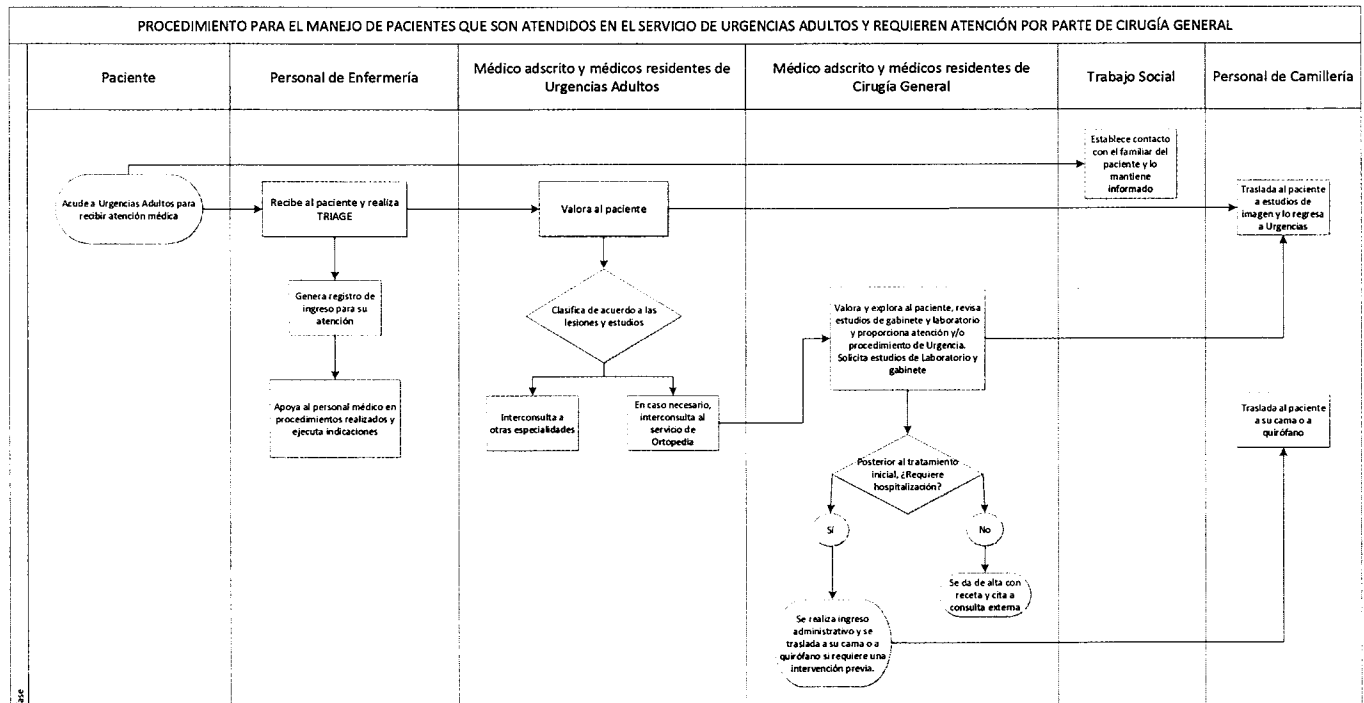 PROCEDIMIENTO PARA EL MANEJO DE PACIENTES QUE SON ATENDIDOS EN EL SERVICIO DE URGENCIAS ADULTOS Y REQUIEREN ATENCIÓN POR PARTE DE CIRUGÍA GENERAL
Paciente
Personal de Enfermería
Médico adscrito y médicos residentes de
Urgencias Adultos
Médico adscrito y médicos residentes de
Cirugía General
Trabajo Social
Personal de Camillería
Establece contacto
con el familiar del
paciente y lo
mantiene
informado
Acude a Urgencias Adultos para
recibir atención médica
Recibe al paciente y realiza
TRIAGE
Valora al paciente
Traslada al paciente
a estudios de
imagen y lo regresa
a Urgencias
Genera registro de
ingreso para su
atención
Clasifica de acuerdo a las
lesiones y estudios
Valora y explora al paciente, revisa
estudios de gabinete y laboratorio
y proporciona atención y/o
procedimiento de Urgencia.
Solicita estudios de Laboratorio y
gabinete
Apoya al personal médico en
procedimientos realizados y
ejecuta indicaciones
Interconsulta a
otras especialidades
En caso necesario,
interconsulta al
servicio de
Ortopedia
Traslada al paciente
a su cama o a
quirófano
Posterior al tratamiento
inicial, ¿Requiere
hospitalización?
Sí
No
Se da de alta con
receta y cita a
consulta externa
Se realiza ingreso
administrativo y se
traslada a su cama o a
quirófano si requiere una
intervención previa.
ase